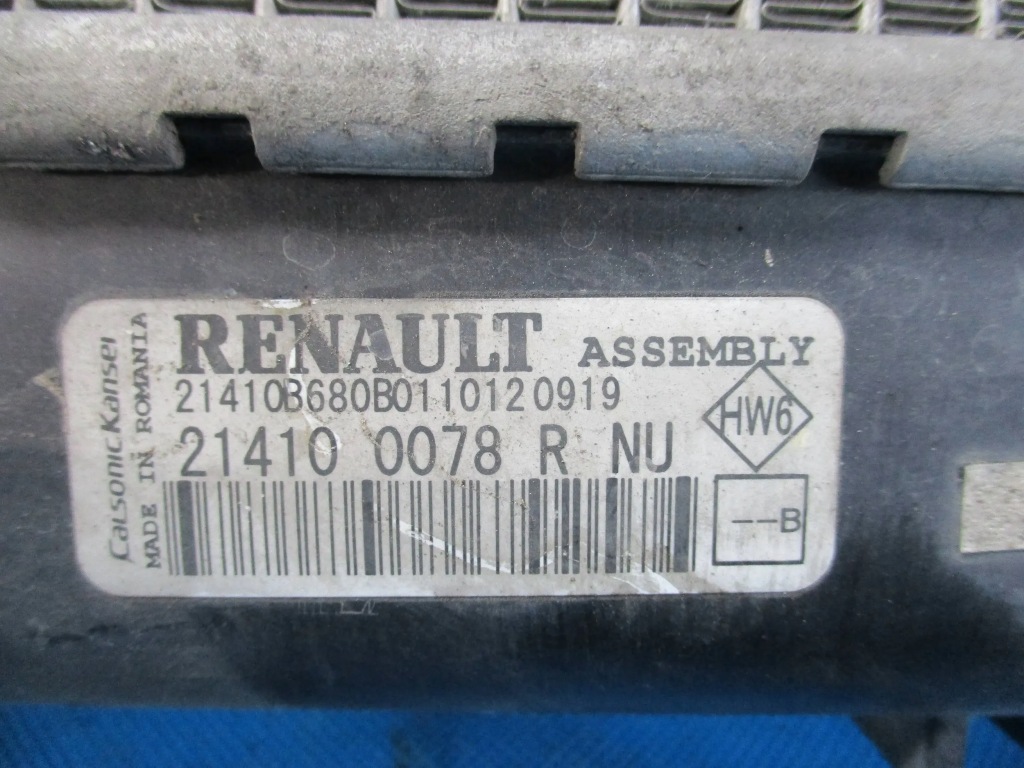 RENAULT ASSEMBLY
21410B680B0110120919
21410 0078 R NU
HW6
--B
CalsonicKansei
MADE IN ROMANIA